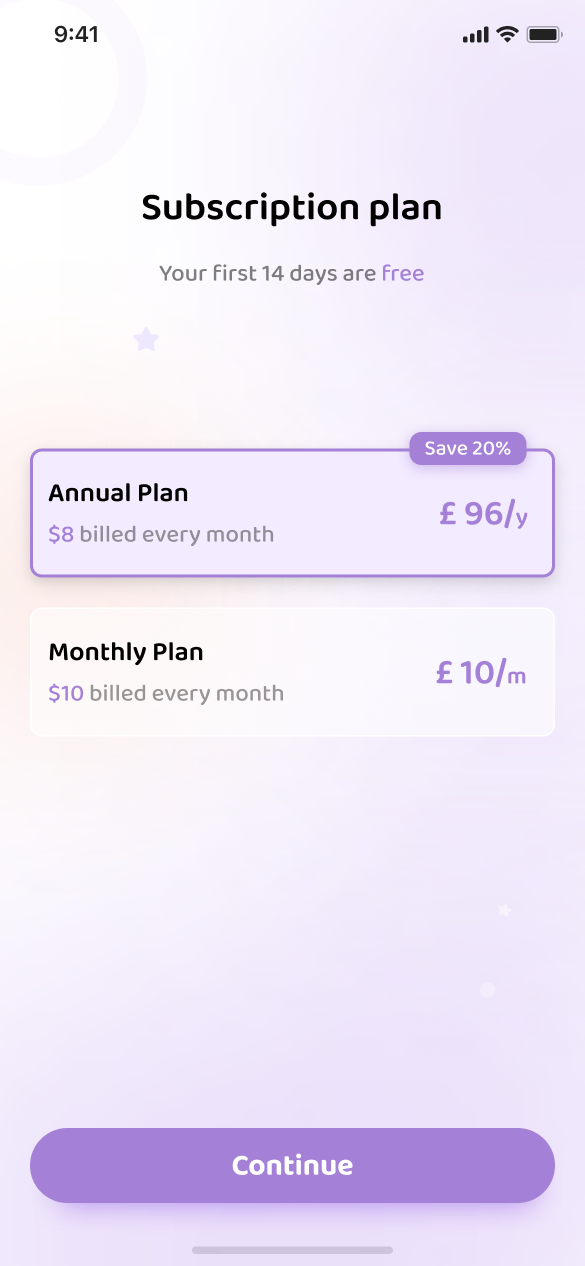 9:41
Subscription plan
Your first 14 days are free
Save 20%
Annual Plan
£ 96/y
$8 billed every month
Monthly Plan
£ 10/m
$10 billed every month
Continue